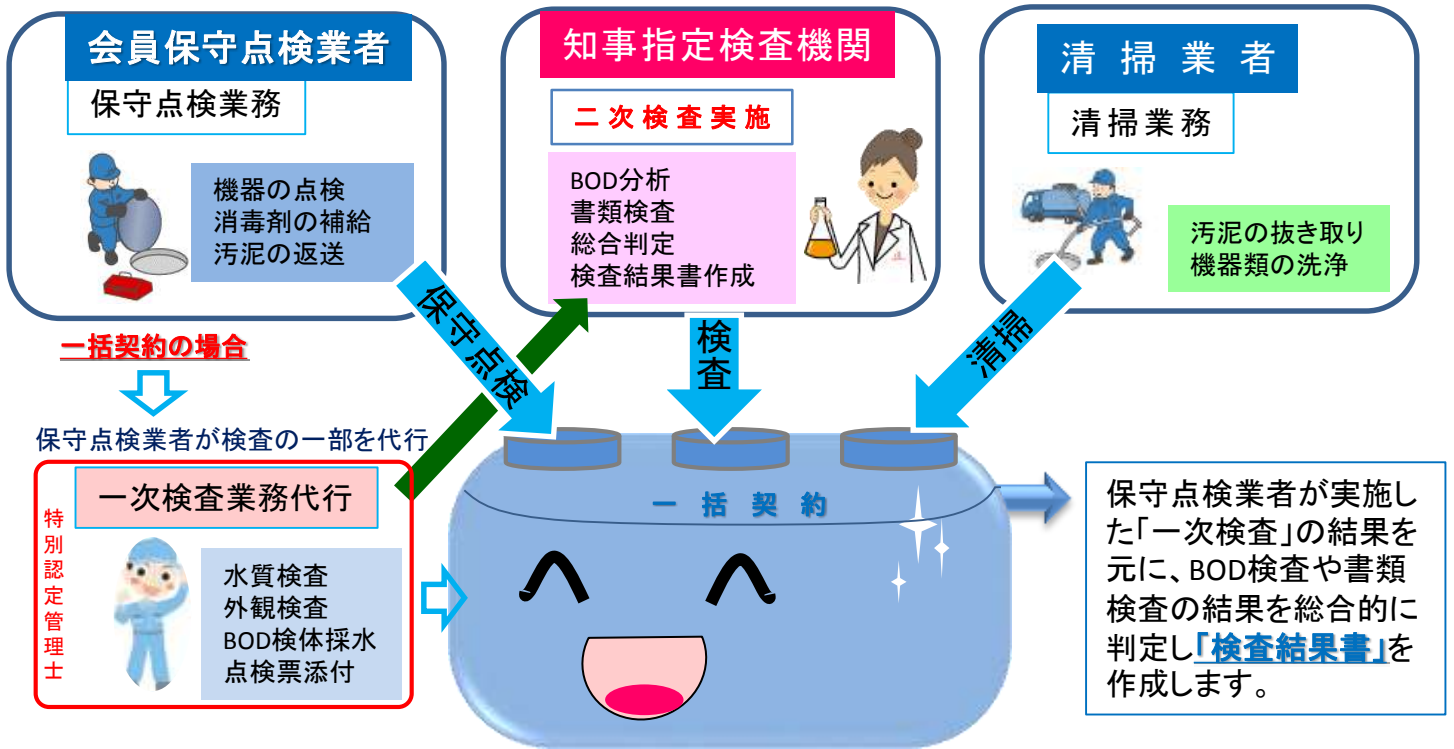 会員保守点検業者
保守点検業務
機器の点検
消毒剤の補給
汚泥の返送
知事指定検査機関
二次検査実施
BOD分析
書類検査
総合判定
検査結果書作成
清掃業者
清掃業務
汚泥の抜き取り
機器類の洗浄
保守点検
検査
清掃
一括契約の場合
保守点検業者が検査の一部を代行
特別認定管理士
一次検査業務代行
水質検査
外観検査
BOD検体採水
点検票添付
一括契約
保守点検業者が実施し
た「一次検査」の結果を
元に、BOD検査や書類
検査の結果を総合的に
判定し「検査結果書」を
作成します。